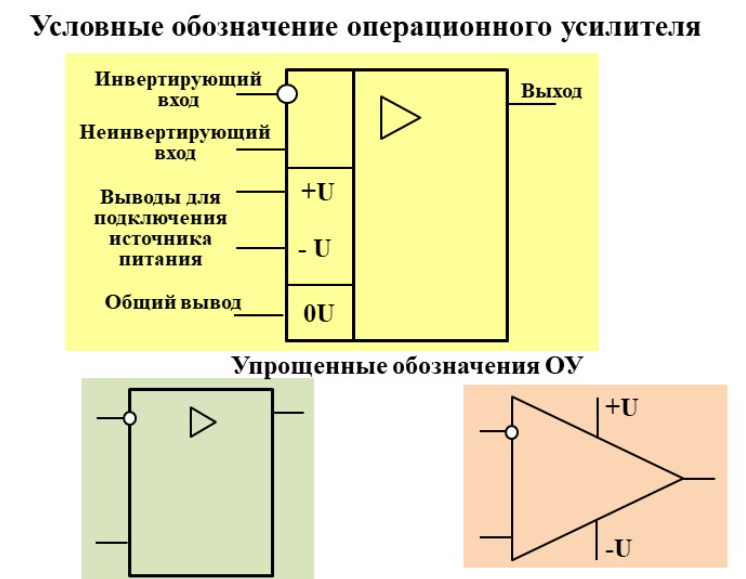 Условные обозначение операционного усилителя
Инвертирующий
вход
Выход
Неинвертирующий
вход
+U
Выводы для
подключения
источника
питания
- U
Общий вывод
0U
Упрощенные обозначения ОУ
+U
-U